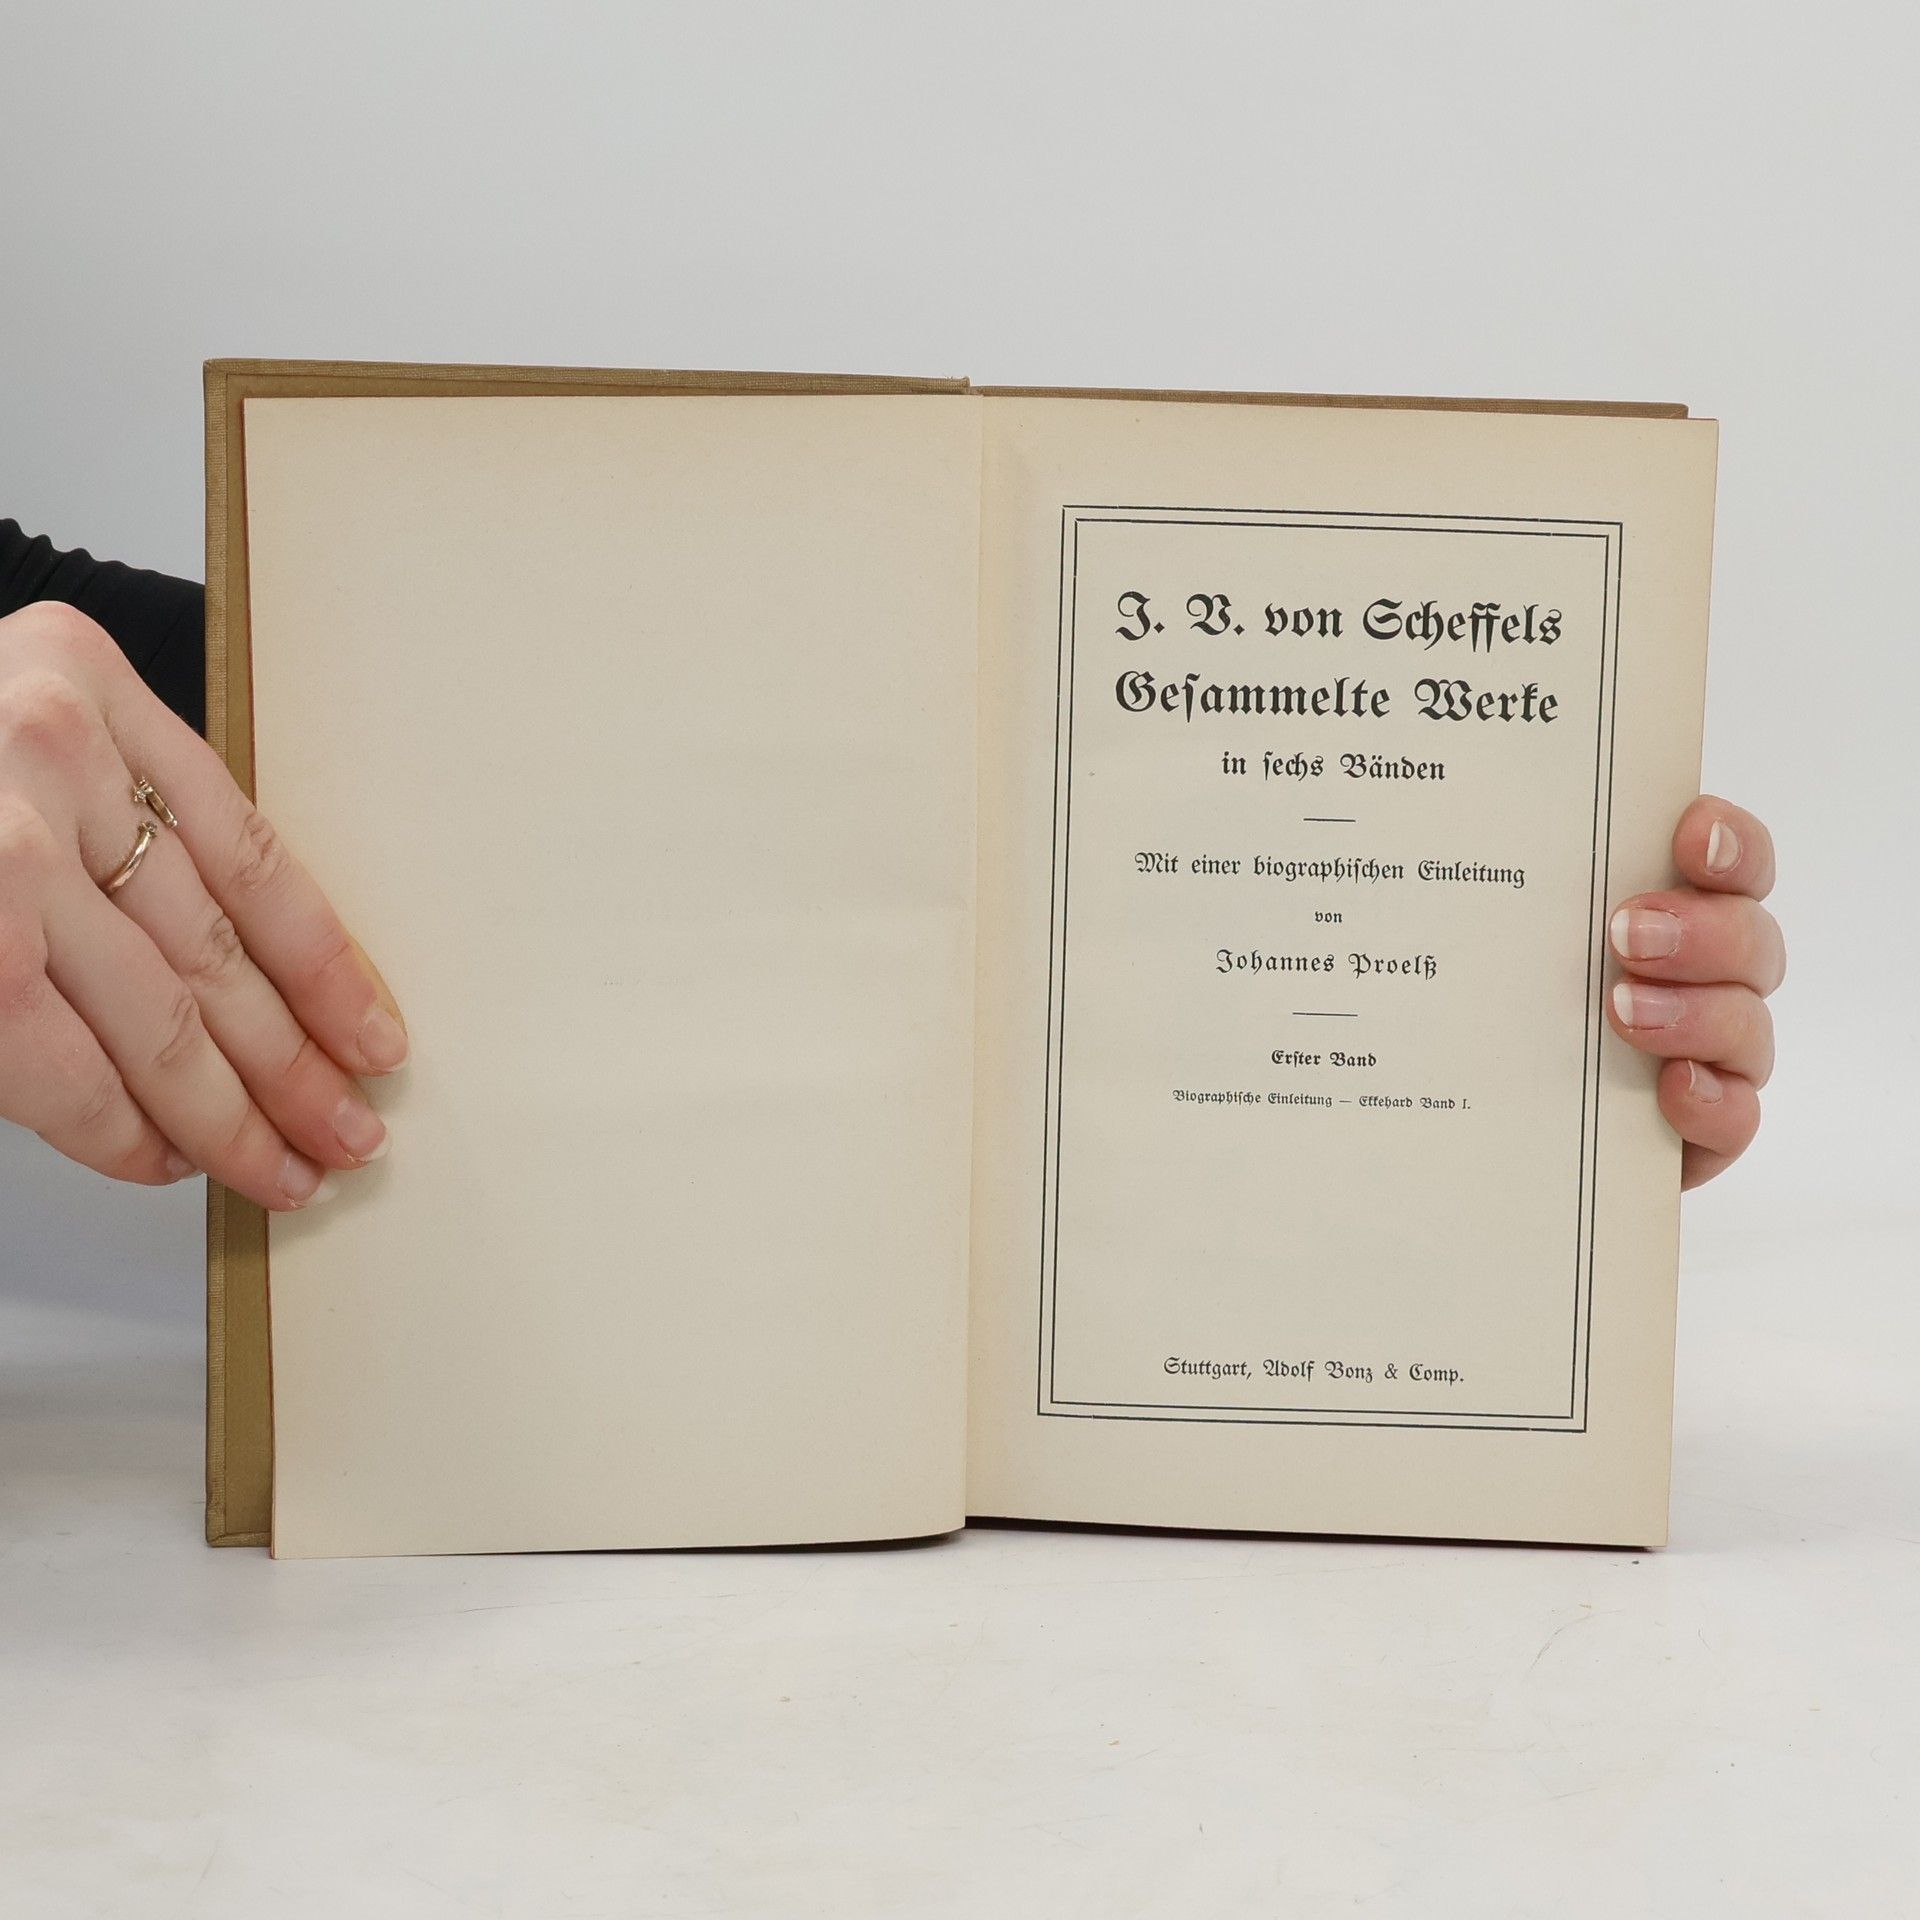 J. V. von Scheffels
Geſammelte Werke
in ſechs Bänden
Mit einer biographiſchen Einleitung
von
Johannes Proelß
Erſter Band
Biographiſche Einleitung — Ekkehard Band I.
Stuttgart, Adolf Bonz & Comp.